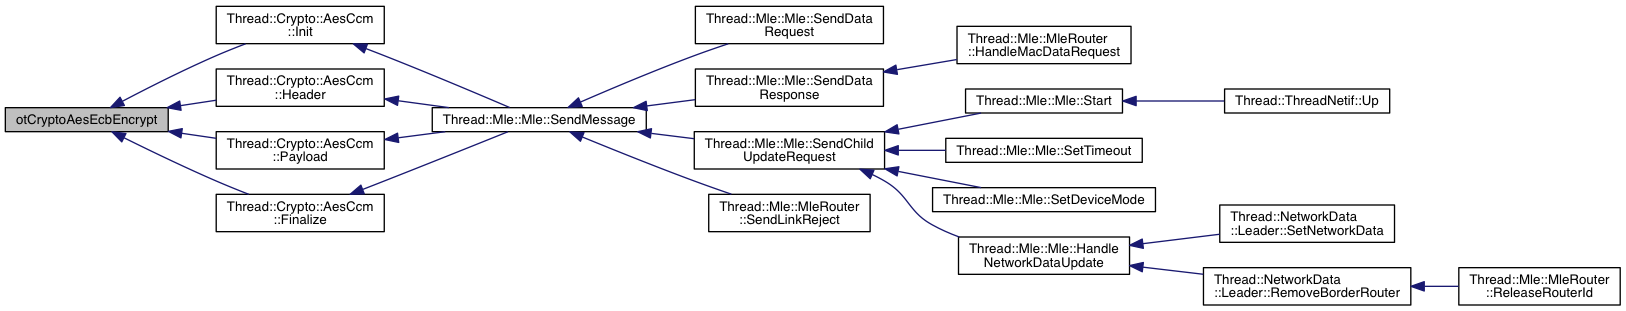 otCryptoAesEcbEncrypt
Thread::Crypto::AesCcm
::Init
Thread::Crypto::AesCcm
::Header
Thread::Crypto::AesCcm
::Payload
Thread::Crypto::AesCcm
::Finalize
Thread::Mle::Mle::SendMessage
Thread::Mle::Mle::SendData
Request
Thread::Mle::Mle::SendData
Response
Thread::Mle::Mle::SendChild
UpdateRequest
Thread::Mle::MleRouter
::SendLinkReject
Thread::Mle::MleRouter
::HandleMacDataRequest
Thread::Mle::Mle::Start
Thread::Mle::Mle::SetTimeout
Thread::Mle::Mle::SetDeviceMode
Thread::Mle::Mle::Handle
NetworkDataUpdate
Thread::ThreadNetif::Up
Thread::NetworkData
::Leader::SetNetworkData
Thread::NetworkData
::Leader::RemoveBorderRouter
Thread::Mle::MleRouter
::ReleaseRouterId